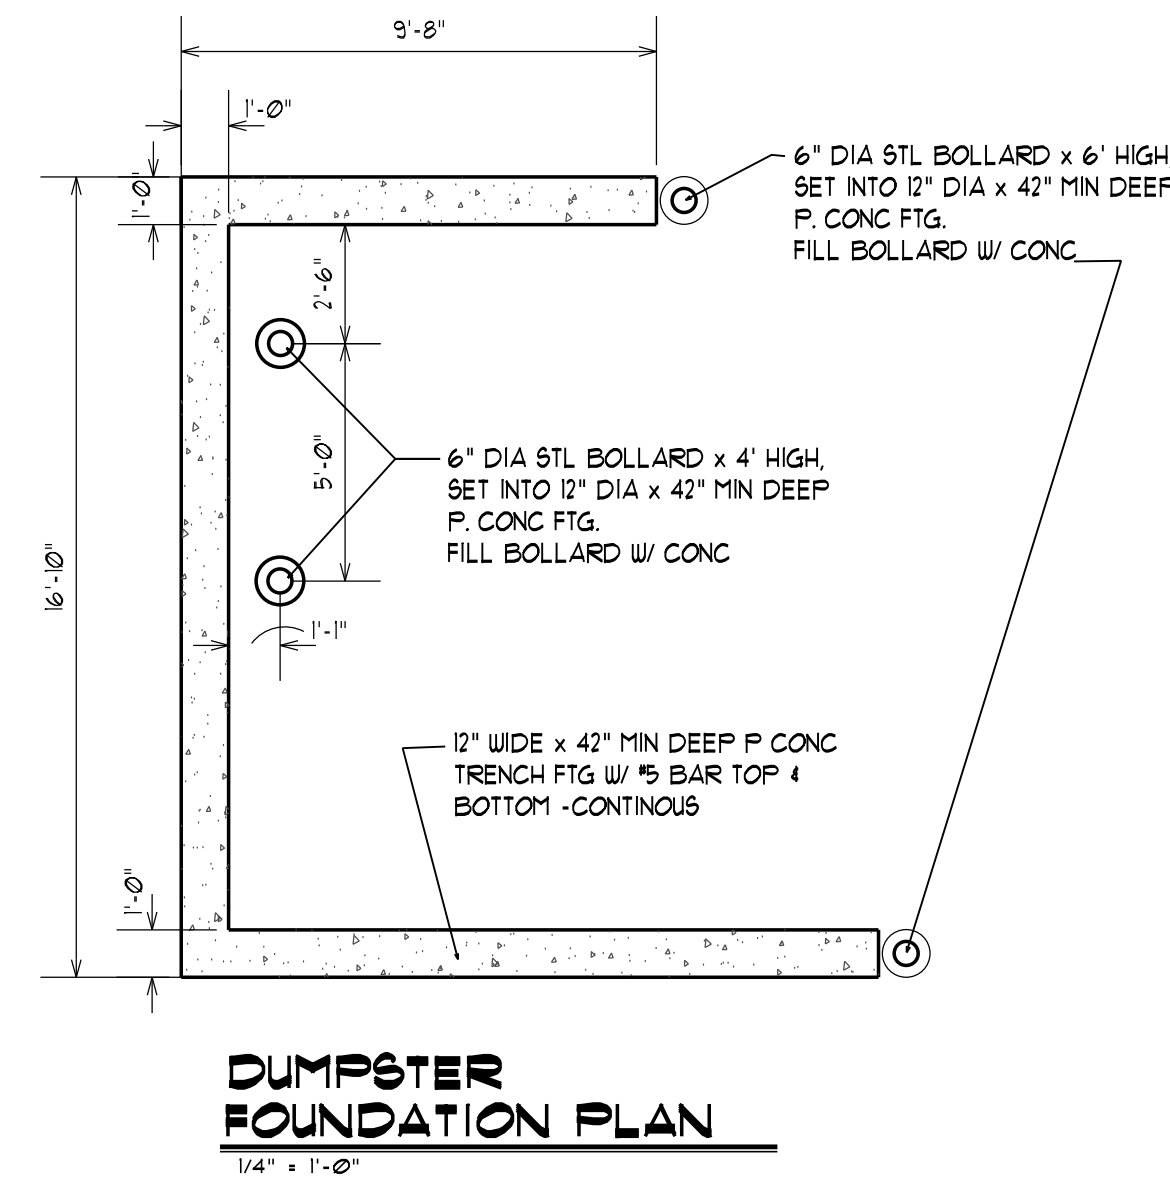 9'-8"
1'-0"
1'-0"
6" DIA STL BOLLARD x 6' HIGH,
SET INTO 12" DIA x 42" MIN DEEP
P. CONC FTG.
FILL BOLLARD W/ CONC
2'-6"
5'-0"
6" DIA STL BOLLARD x 4' HIGH,
SET INTO 12" DIA x 42" MIN DEEP
P. CONC FTG.
FILL BOLLARD W/ CONC
16'-10"
1'-1"
12" WIDE x 42" MIN DEEP P CONC
TRENCH FTG W/ #5 BAR TOP &
BOTTOM -CONTINOUS
1'-0"
DUMPSTER
FOUNDATION PLAN
1/4" = 1'-0"